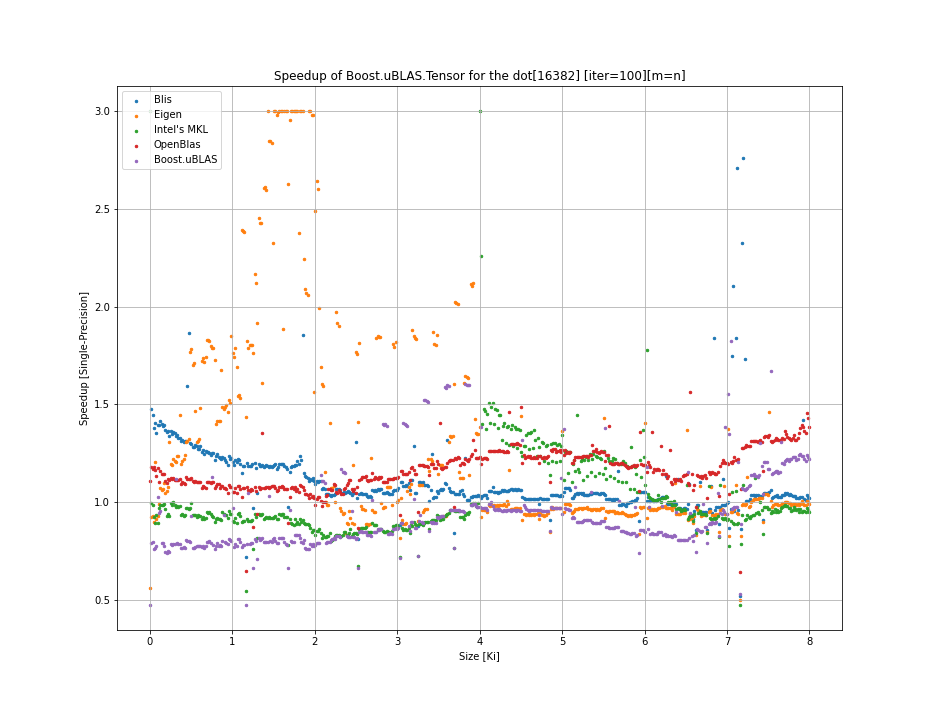 Speedup of Boost.uBLAS.Tensor for the dot[16382] [iter=100][m=n]
Blis
Eigen
Intel's MKL
OpenBlas
Boost.uBLAS
Speedup [Single-Precision]
3.0
2.5
2.0
1.5
1.0
0.5
0 1 2 3 4 5 6 7 8
Size [Ki]